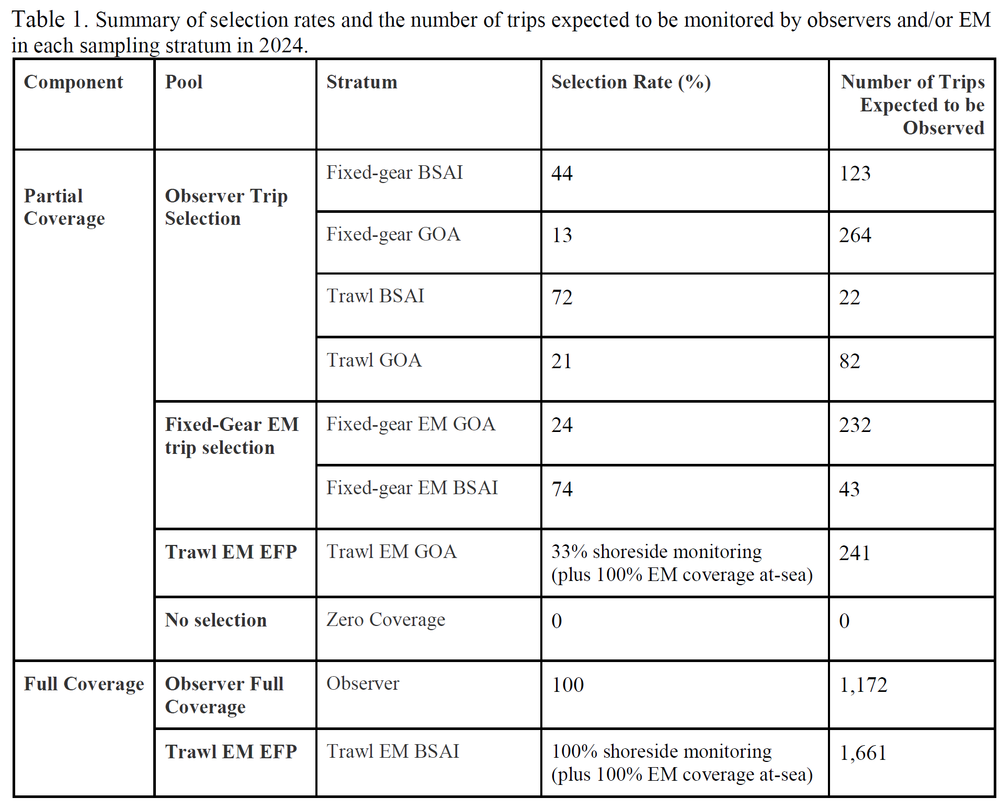 Table 1. Summary of selection rates and the number of trips expected to be monitored by observers and/or EM
in each sampling stratum in 2024.
Component
Pool
Stratum
Selection Rate (%)
Number of Trips
Expected to be
Observed
Partial
Coverage
Observer Trip
Selection
Fixed-gear BSAI
44
123
Fixed-gear GOA
13
264
Trawl BSAI
72
22
Trawl GOA
21
82
Fixed-Gear EM
trip selection
Fixed-gear EM GOA
24
232
Fixed-gear EM BSAI
74
43
Trawl EM EFP
Trawl EM GOA
33% shoreside monitoring
(plus 100% EM coverage at-sea)
241
No selection
Zero Coverage
0
0
Full Coverage
Observer Full
Coverage
Observer
100
1,172
Trawl EM EFP
Trawl EM BSAI
100% shoreside monitoring
(plus 100% EM coverage at-sea)
1,661